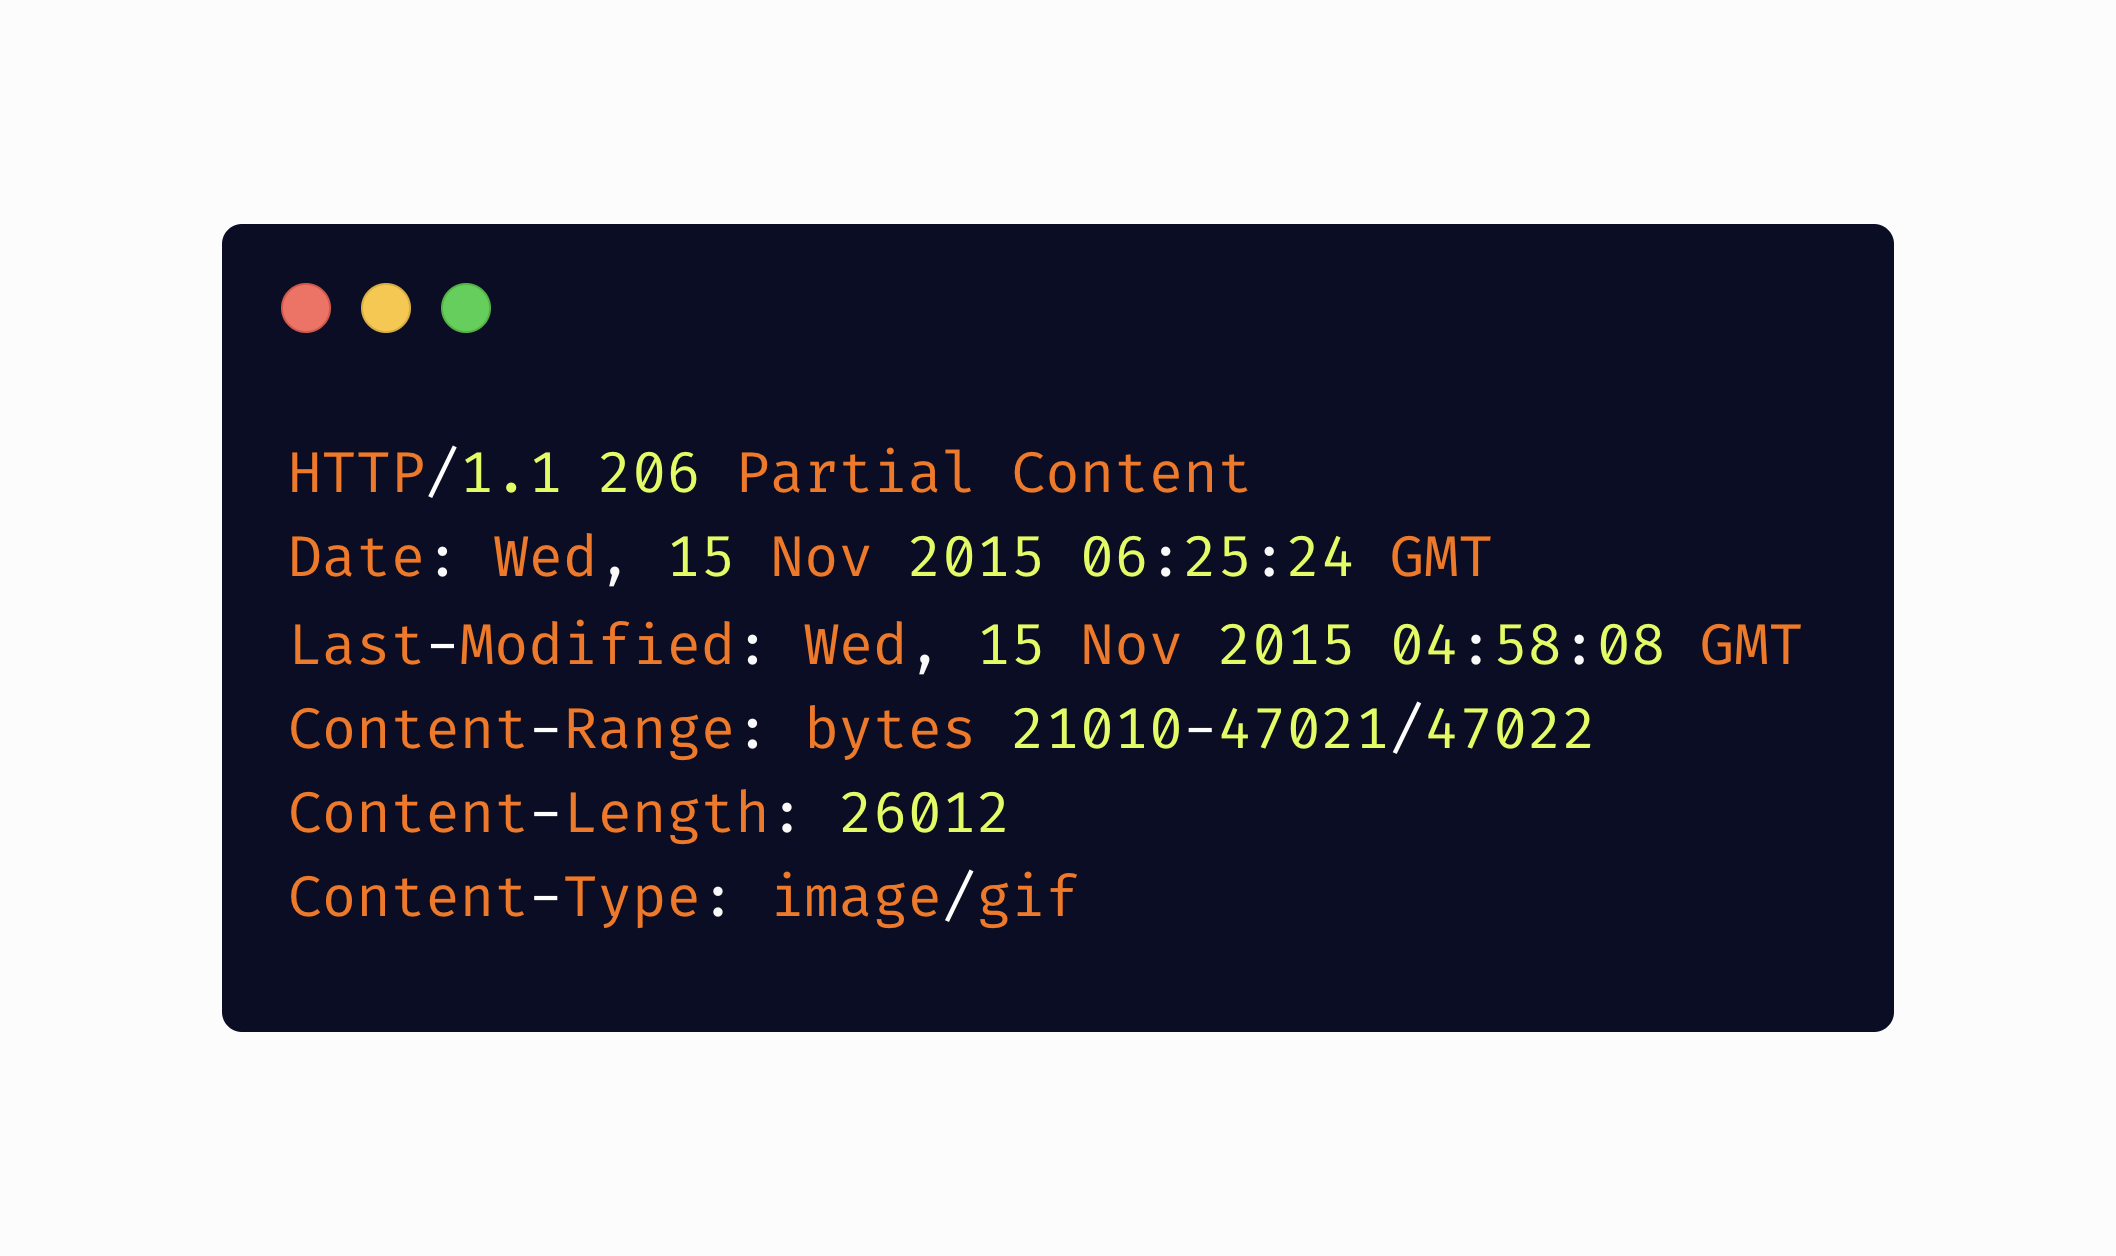 HTTP/1.1 206 Partial Content
Date: Wed, 15 Nov 2015 06:25:24 GMT
Last-Modified: Wed, 15 Nov 2015 04:58:08 GMT
Content-Range: bytes 21010-47021/47022
Content-Length: 26012
Content-Type: image/gif